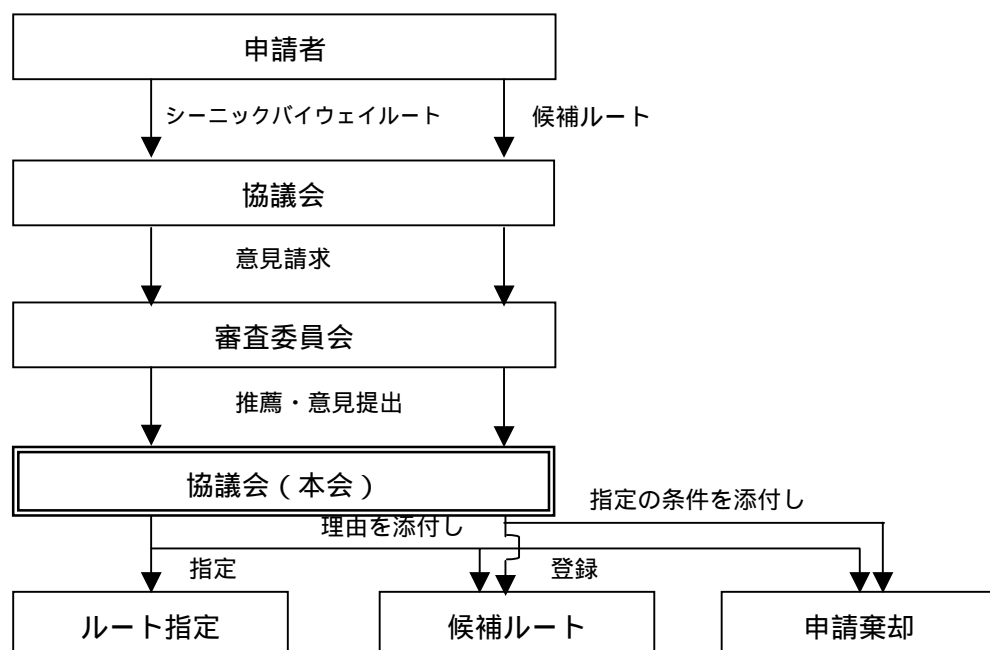 申請者
シーニックバイウェイルート
候補ルート
協議会
意見請求
審査委員会
推薦・意見提出
協議会（本会）
指定の条件を添付し
理由を添付し
指定
登録
ルート指定
候補ルート
申請棄却